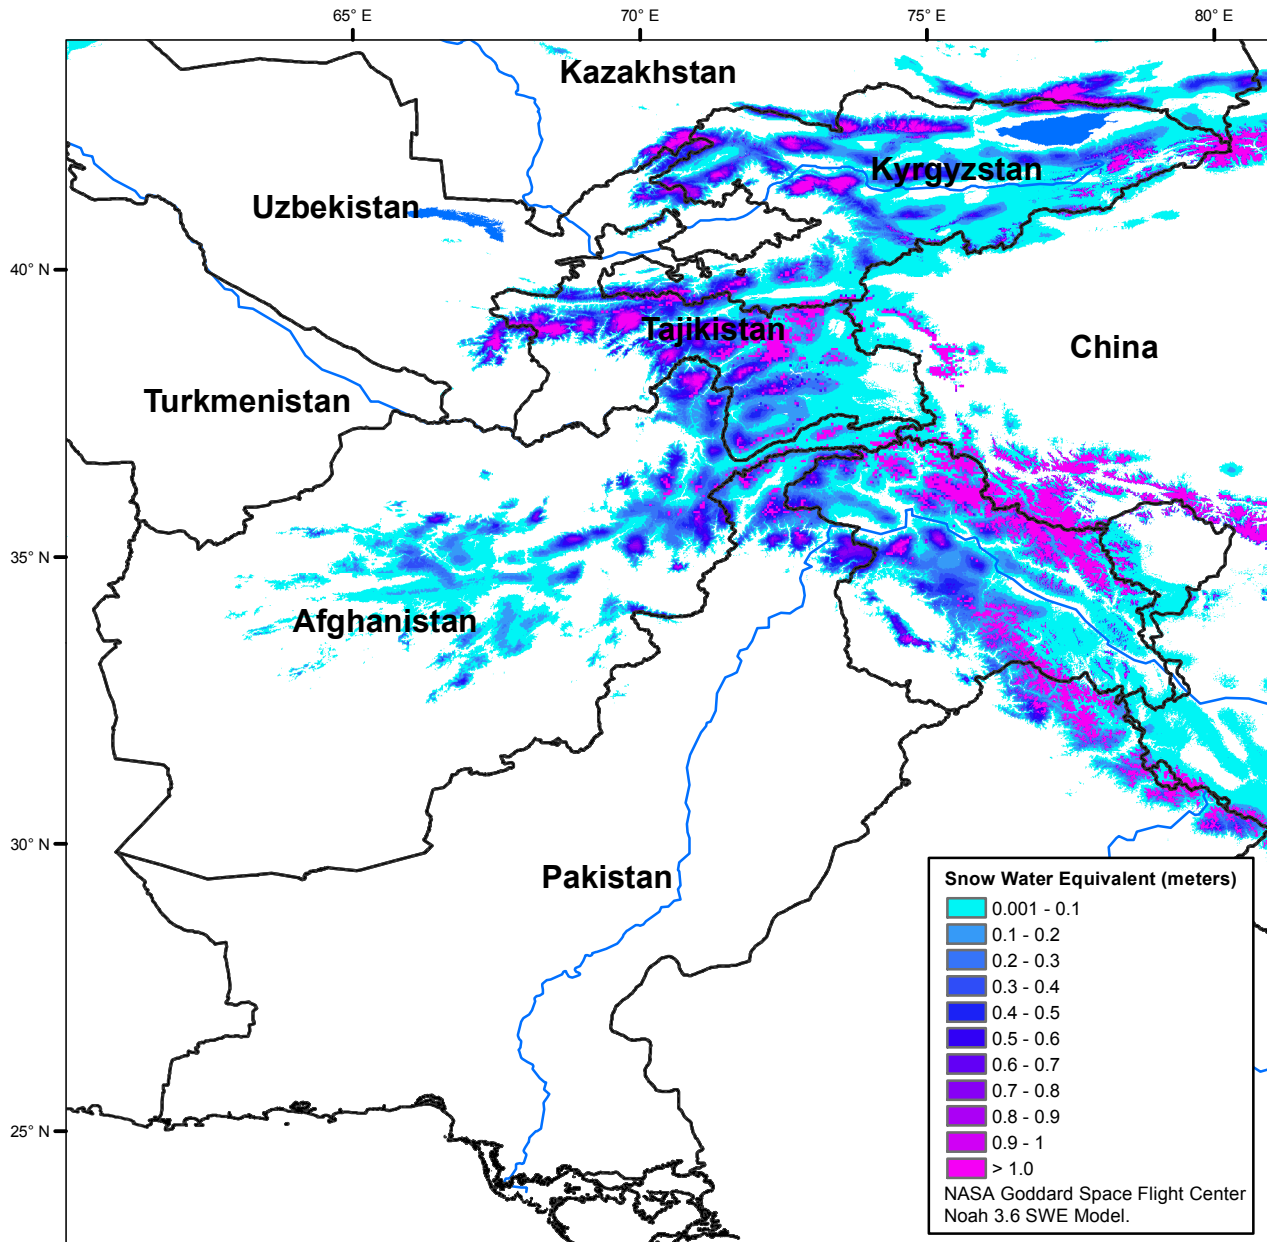 65° E
70° E
75° E
80° E
Kazakhstan
Kyrgyzstan
Uzbekistan
40° N
Tajikistan
China
Turkmenistan
35° N
Afghanistan
30° N
Pakistan
25° N
Snow Water Equivalent (meters)
0.001 - 0.1
0.1 - 0.2
0.2 - 0.3
0.3 - 0.4
0.4 - 0.5
0.5 - 0.6
0.6 - 0.7
0.7 - 0.8
0.8 - 0.9
0.9 - 1
> 1.0
NASA Goddard Space Flight Center
Noah 3.6 SWE Model.